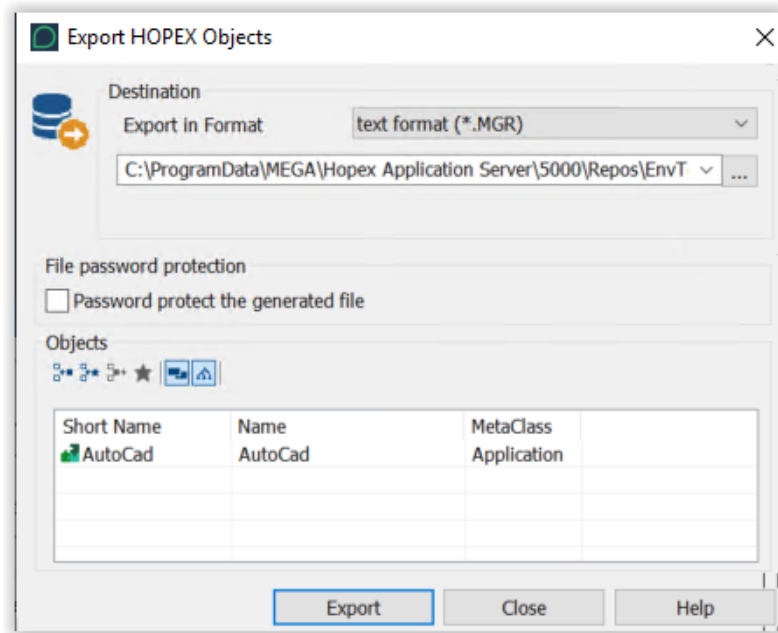 Export HOPEX Objects
Destination
Export in Format text format (*.MGR)
C:\ProgramData\MEGA\Hopex Application Server\5000\Repos\EnvT ...
File password protection
Password protect the generated file
Objects
Short Name Name MetaClass
AutoCad AutoCad Application
Export Close Help